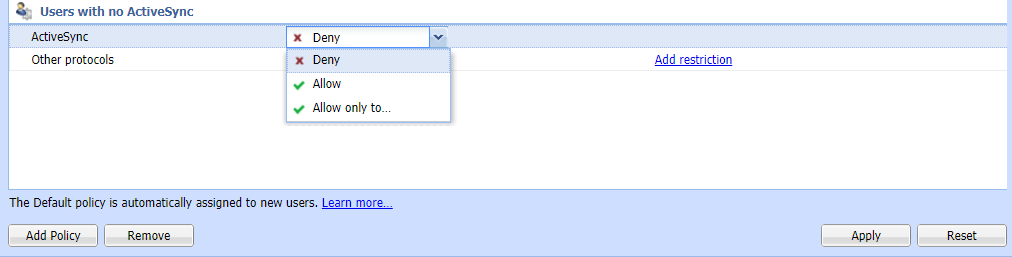 Users with no ActiveSync
ActiveSync
Deny
Other protocols
Deny
Add restriction
Allow
Allow only to...
The Default policy is automatically assigned to new users. Learn more...
Add Policy
Remove
Apply
Reset